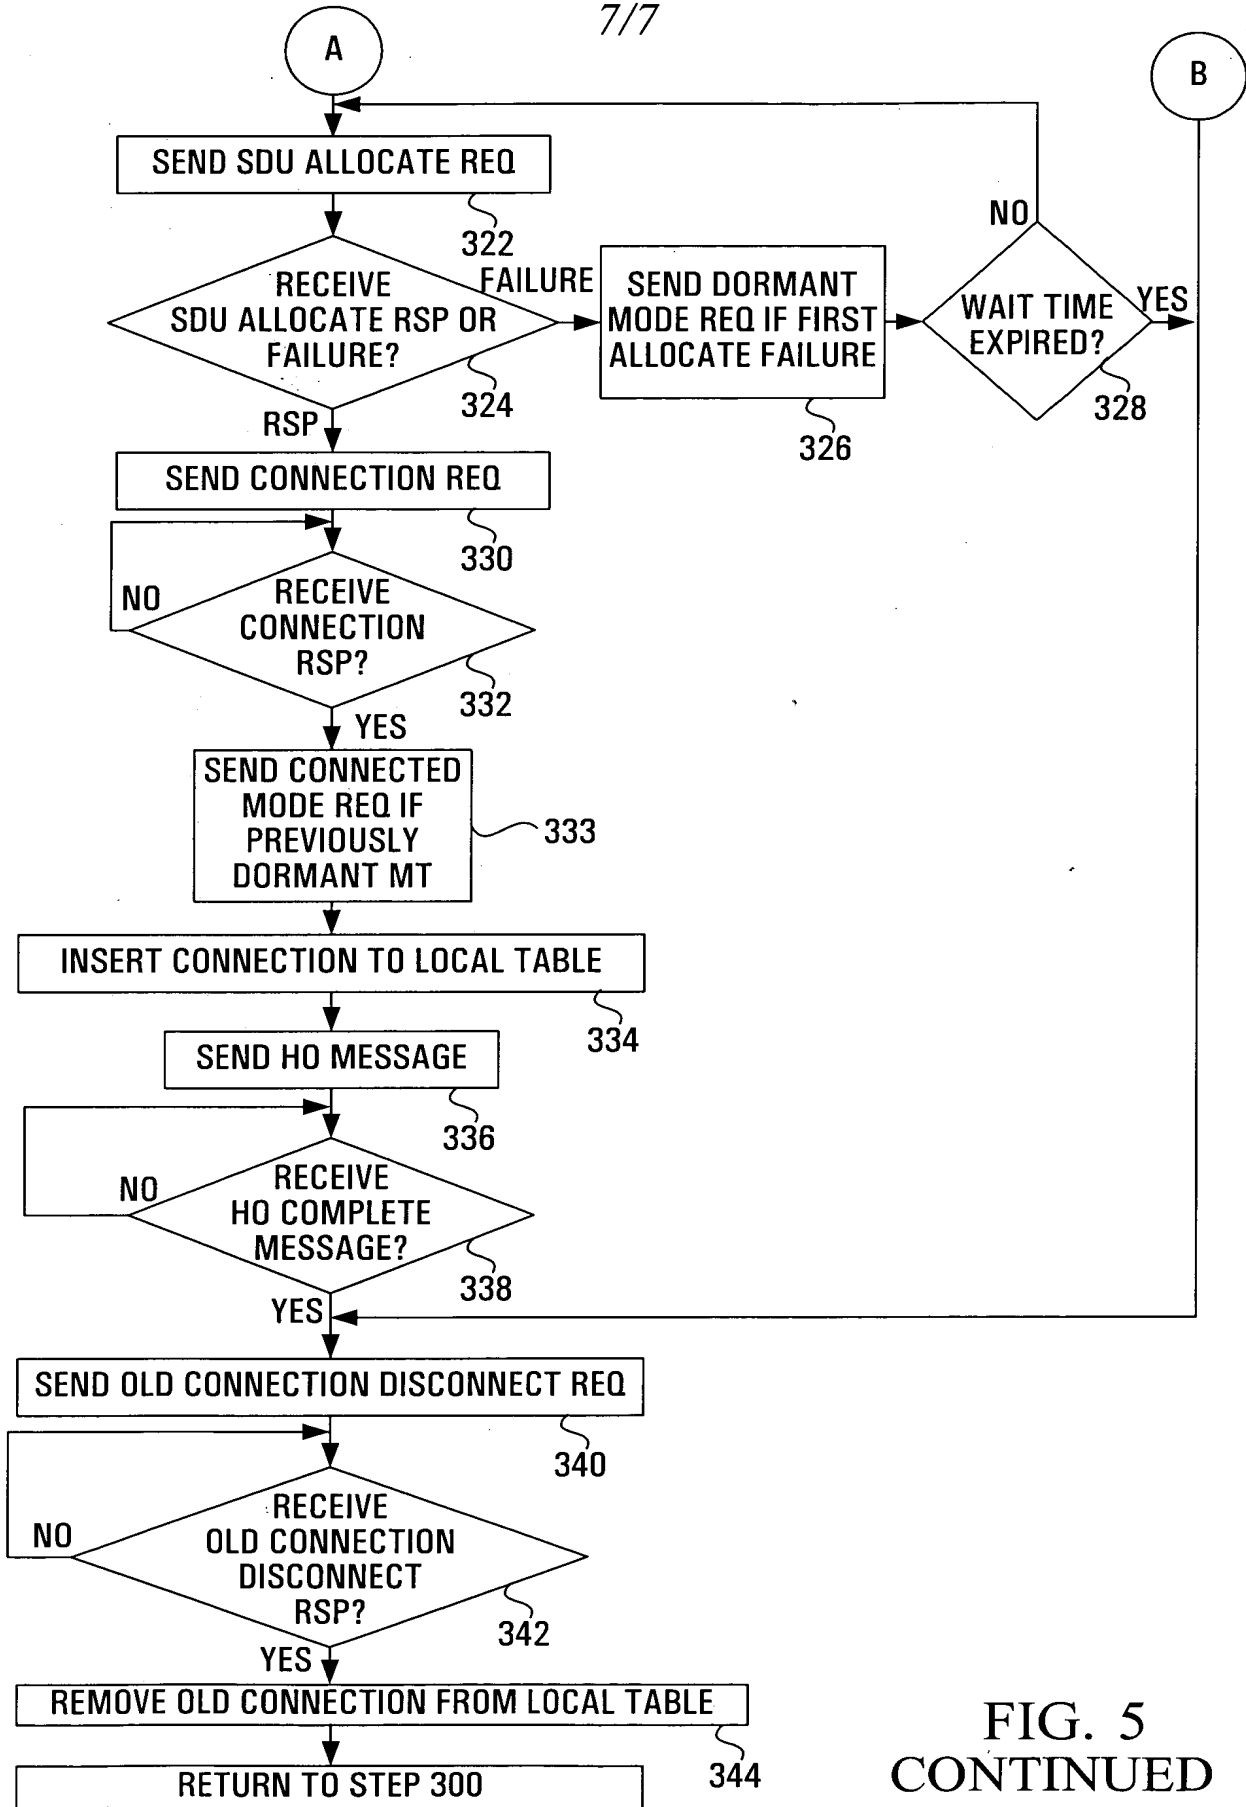 7/7
A
B
SEND SDU ALLOCATE REQ
322
NO
RECEIVE
SDU ALLOCATE RSP OR
FAILURE?
324
FAILURE
SEND DORMANT
MODE REQ IF FIRST
ALLOCATE FAILURE
326
WAIT TIME
EXPIRED?
328
YES
RSP
SEND CONNECTION REQ
330
NO
RECEIVE
CONNECTION
RSP?
332
YES
SEND CONNECTED
MODE REQ IF
PREVIOUSLY
DORMANT MT
333
INSERT CONNECTION TO LOCAL TABLE
334
SEND HO MESSAGE
336
NO
RECEIVE
HO COMPLETE
MESSAGE?
338
YES
SEND OLD CONNECTION DISCONNECT REQ
340
NO
RECEIVE
OLD CONNECTION
DISCONNECT
RSP?
342
YES
REMOVE OLD CONNECTION FROM LOCAL TABLE
344
RETURN TO STEP 300
FIG. 5
CONTINUED